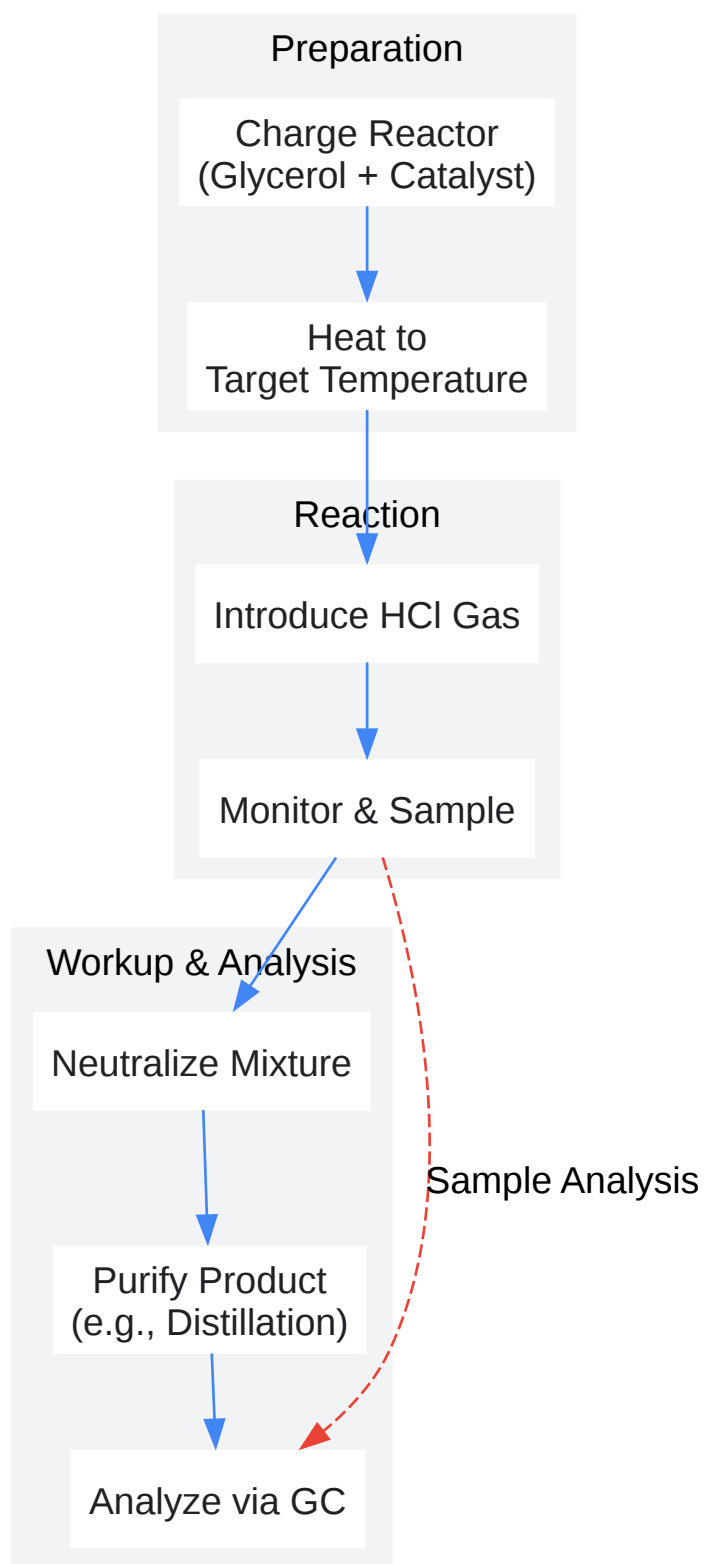 Preparation
Charge Reactor
(Glycerol + Catalyst)
Heat to
Target Temperature
Reaction
Introduce HCl Gas
Monitor & Sample
Workup & Analysis
Neutralize Mixture
Sample Analysis
Purify Product
(e.g., Distillation)
Analyze via GC